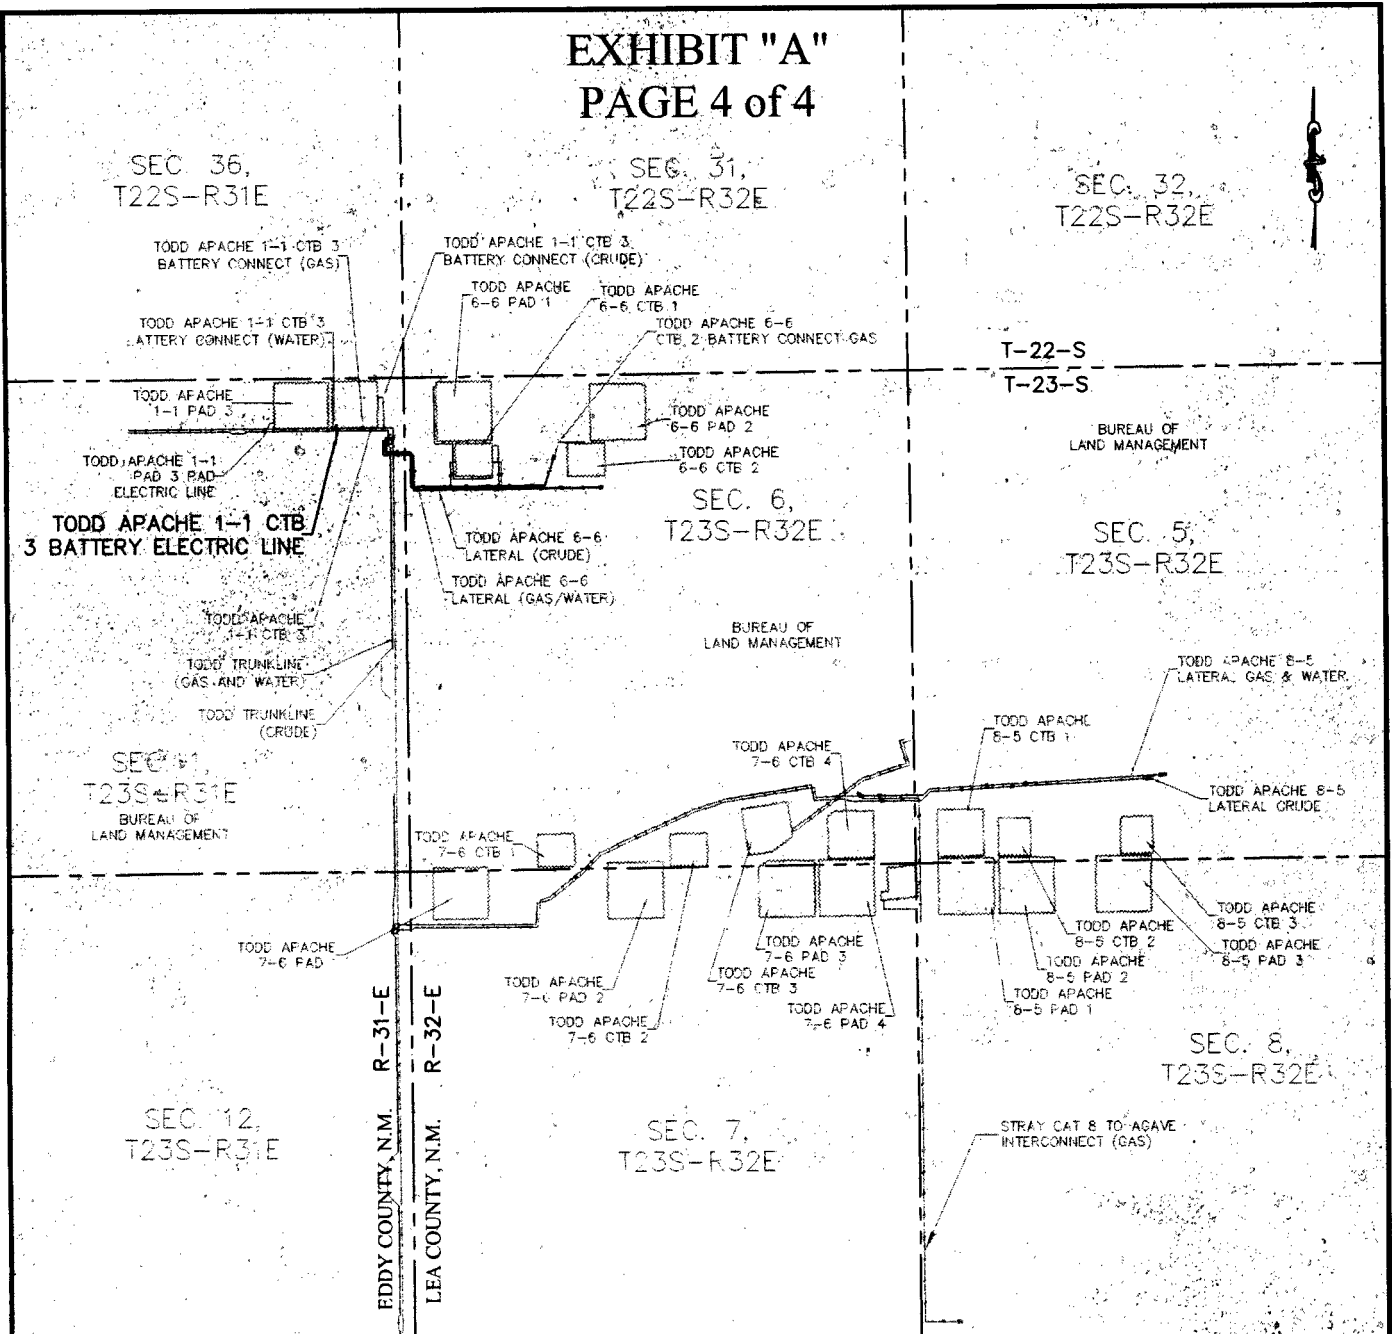 EXHIBIT "A"
PAGE 4 of 4
SEC. 36,
T22S-R31E
SEC. 31,
T22S-R32E
SEC. 32,
T22S-R32E
TODD APACHE 1-1 CTB 3
BATTERY CONNECT (GAS)
TODD APACHE 1-1 CTB 3
BATTERY CONNECT (CRUDE)
TODD APACHE
6-6 PAD 1
TODD APACHE
6-6 CTB 1
TODD APACHE 1-1 CTB 3
ATTERY CONNECT (WATER)
TODD APACHE 6-6
CTB 2 BATTERY CONNECT GAS
T-22-S
T-23-S
TODD APACHE
1-1 PAD 3
TODD APACHE
6-6 PAD 2
BUREAU OF
LAND MANAGEMENT
TODD APACHE 1-1
PAD 3 PAD
ELECTRIC LINE
TODD APACHE
6-6 CTB 2
SEC. 6,
T23S-R32E
TODD APACHE 1-1 CTB
3 BATTERY ELECTRIC LINE
TODD APACHE 6-6
LATERAL (CRUDE)
SEC. 5,
T23S-R32E
TODD APACHE 6-6
LATERAL (GAS/WATER)
TODD APACHE
1-1 CTB 3
BUREAU OF
LAND MANAGEMENT
TODD TRUNKLINE
(GAS AND WATER)
TODD APACHE 8-5
LATERAL GAS & WATER
TODD TRUNKLINE
(CRUDE)
TODD APACHE
8-5 CTB 1
SEC. 1,
T23S-R31E
BUREAU OF
LAND MANAGEMENT
TODD APACHE
7-6 CTB 4
TODD APACHE 8-5
LATERAL CRUDE
TODD APACHE
7-6 CTB 1
TODD APACHE
7-6 PAD
TODD APACHE
7-6 PAD 3
TODD APACHE
8-5 CTB 2
TODD APACHE
8-5 CTB 3
TODD APACHE
8-5 PAD 3
TODD APACHE
7-6 PAD 2
TODD APACHE
7-6 CTB 3
TODD APACHE
8-5 PAD 2
TODD APACHE
8-5 PAD 1
TODD APACHE
7-6 CTB 2
TODD APACHE
7-6 PAD 4
R-31-E
R-32-E
SEC. 8,
T23S-R32E
SEC. 12,
T23S-R31E
SEC. 7,
T23S-R32E
STRAY CAT 8 TO AGAVE
INTERCONNECT (GAS)
EDDY COUNTY, N.M.
LEA COUNTY, N.M.